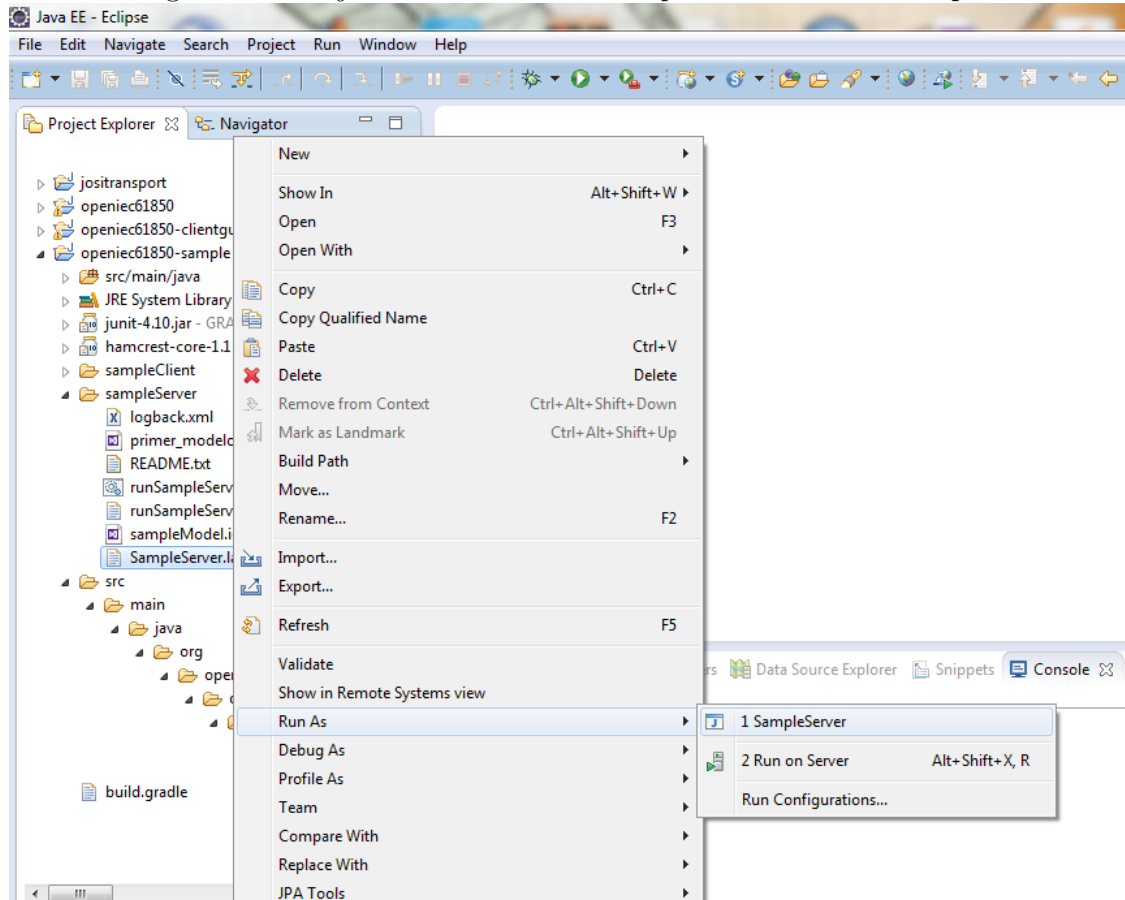 Java EE - Eclipse
File Edit Navigate Search Project Run Window Help
Project Explorer Navigator
jositransport
openiec61850
openiec61850-clientgu
openiec61850-sample
src/main/java
JRE System Library
junit-4.10.jar - GRA
hamcrest-core-1.1
sampleClient
sampleServer
logback.xml
primer_modelc
README.txt
runSampleServ
runSampleServ
sampleModel.i
SampleServer.la
src
main
java
org
oper
build.gradle
New
Show In Alt+Shift+W
Open F3
Open With
Copy Ctrl+C
Copy Qualified Name
Paste Ctrl+V
Delete Delete
Remove from Context Ctrl+Alt+Shift+Down
Mark as Landmark Ctrl+Alt+Shift+Up
Build Path
Move...
Rename... F2
Import...
Export...
Refresh F5
Validate
Show in Remote Systems view
Run As
Debug As
Profile As
Team
Compare With
Replace With
JPA Tools
rs Data Source Explorer Snippets Console
1 SampleServer
2 Run on Server Alt+Shift+X, R
Run Configurations...